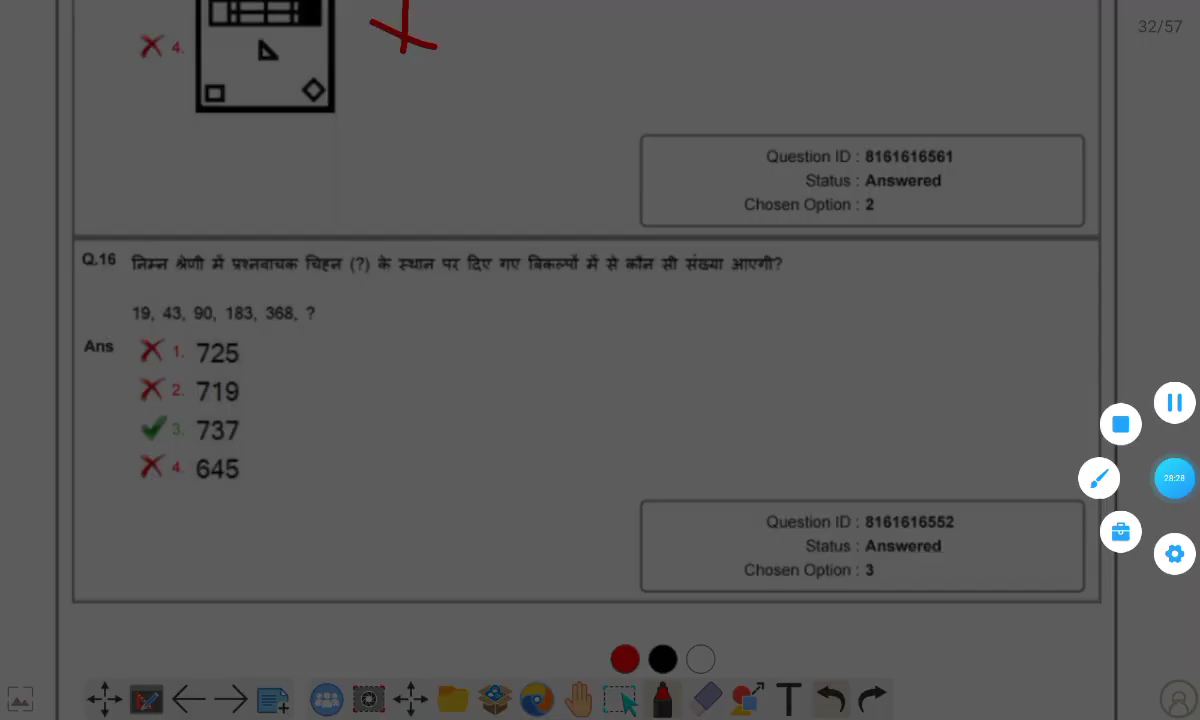 32/57
4.
Question ID : 8161616561
Status : Answered
Chosen Option : 2
Q.16 निम्न श्रेणी में प्रश्नवाचक चिह्न (?) के स्थान पर दिए गए विकल्पों में से कौन सी संख्या आएगी?
19, 43, 90, 183, 368, ?
Ans
1. 725
2. 719
3. 737
4. 645
28:28
Question ID : 8161616552
Status : Answered
Chosen Option : 3
T